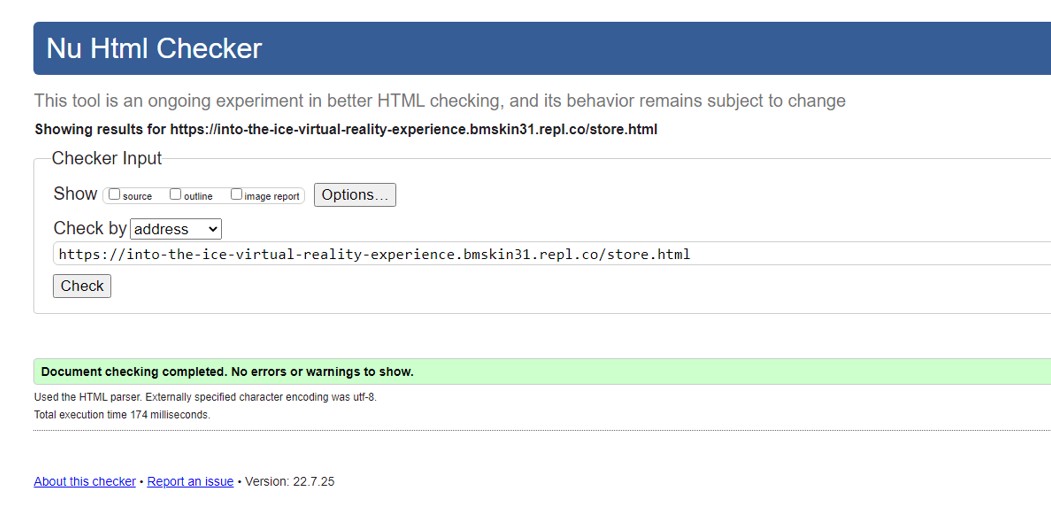 Nu Html Checker
This tool is an ongoing experiment in better HTML checking, and its behavior remains subject to change
Showing results for https://into-the-ice-virtual-reality-experience.bmskin31.repl.co/store.html
Checker Input
Show source outline image report Options...
Check by address
https://into-the-ice-virtual-reality-experience.bmskin31.repl.co/store.html
Check
Document checking completed. No errors or warnings to show.
Used the HTML parser. Externally specified character encoding was utf-8.
Total execution time 174 milliseconds.
About this checker • Report an issue • Version: 22.7.25